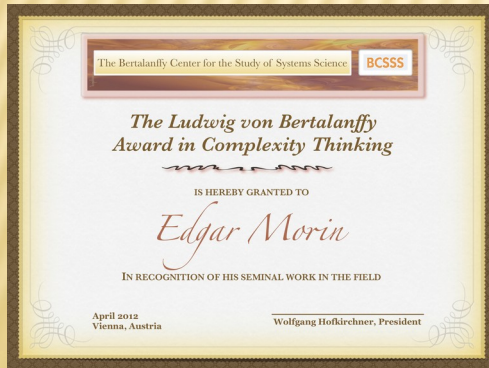 The Bertalanffy Center for the Study of Systems Science BCSSS
The Ludwig von Bertalanffy
Award in Complexity Thinking
IS HEREBY GRANTED TO
Edgar Morin
IN RECOGNITION OF HIS SEMINAL WORK IN THE FIELD
April 2012
Vienna, Austria
Wolfgang Hofkirchner, President